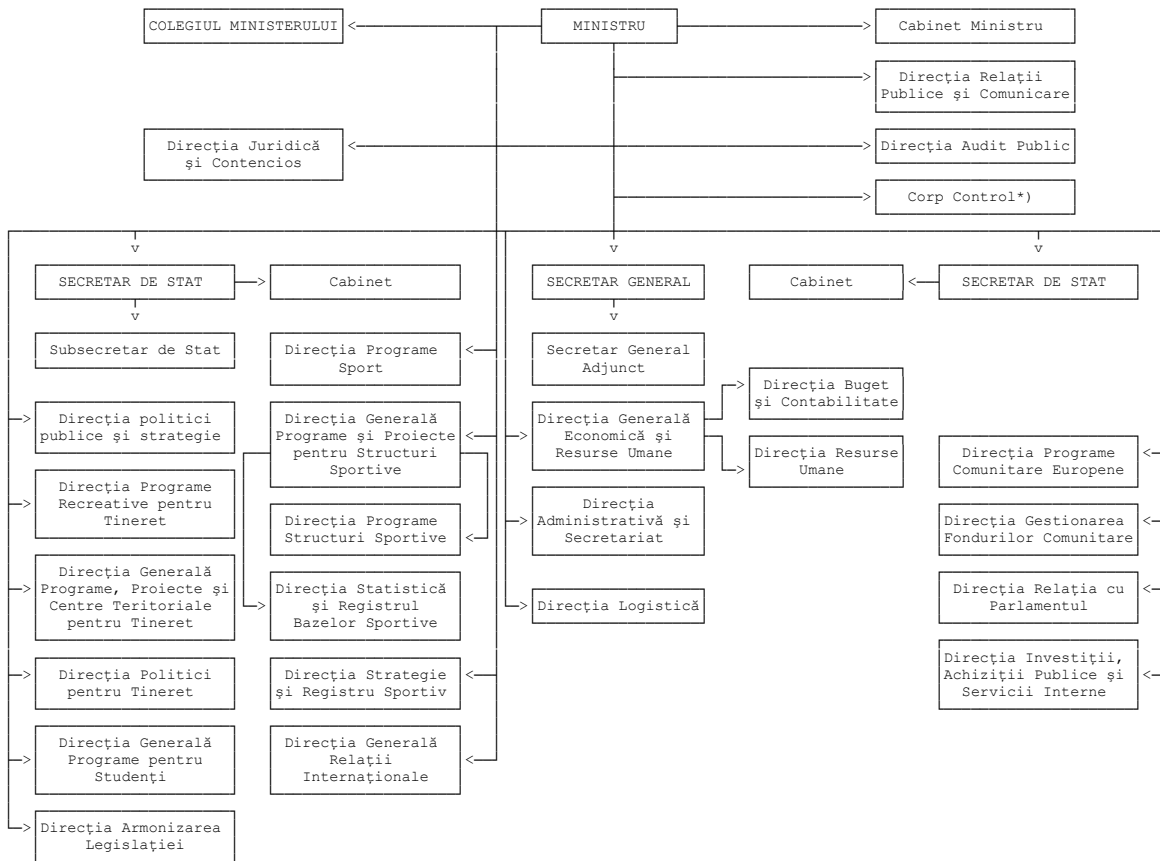 COLEGIUL MINISTERULUI
MINISTRU
Cabinet Ministru
Direcţia Relaţii
Publice şi Comunicare
Direcţia Juridică
şi Contencios
Direcţia Audit Public
Corp Control*)
SECRETAR DE STAT
Cabinet
SECRETAR GENERAL
Cabinet
SECRETAR DE STAT
Subsecretar de Stat
Direcţia Programe
Sport
Secretar General
Adjunct
Direcţia Buget
şi Contabilitate
Direcţia politici
publice şi strategie
Direcţia Generală
Programe şi Proiecte
pentru Structuri
Sportive
Direcţia Generală
Economică şi
Resurse Umane
Direcţia Resurse
Umane
Direcţia Programe
Comunitare Europene
Direcţia Programe
Recreative pentru
Tineret
Direcţia Programe
Structuri Sportive
Direcţia
Administrativă şi
Secretariat
Direcţia Gestionarea
Fondurilor Comunitare
Direcţia Generală
Programe, Proiecte şi
Centre Teritoriale
pentru Tineret
Direcţia Statistică
şi Registrul
Bazelor Sportive
Direcţia Logistică
Direcţia Relaţia cu
Parlamentul
Direcţia Politici
pentru Tineret
Direcţia Strategie
şi Registru Sportiv
Direcţia Investiţii,
Achiziţii Publice şi
Servicii Interne
Direcţia Generală
Programe pentru
Studenţi
Direcţia Generală
Relaţii
Internaţionale
Direcţia Armonizarea
Legislaţiei